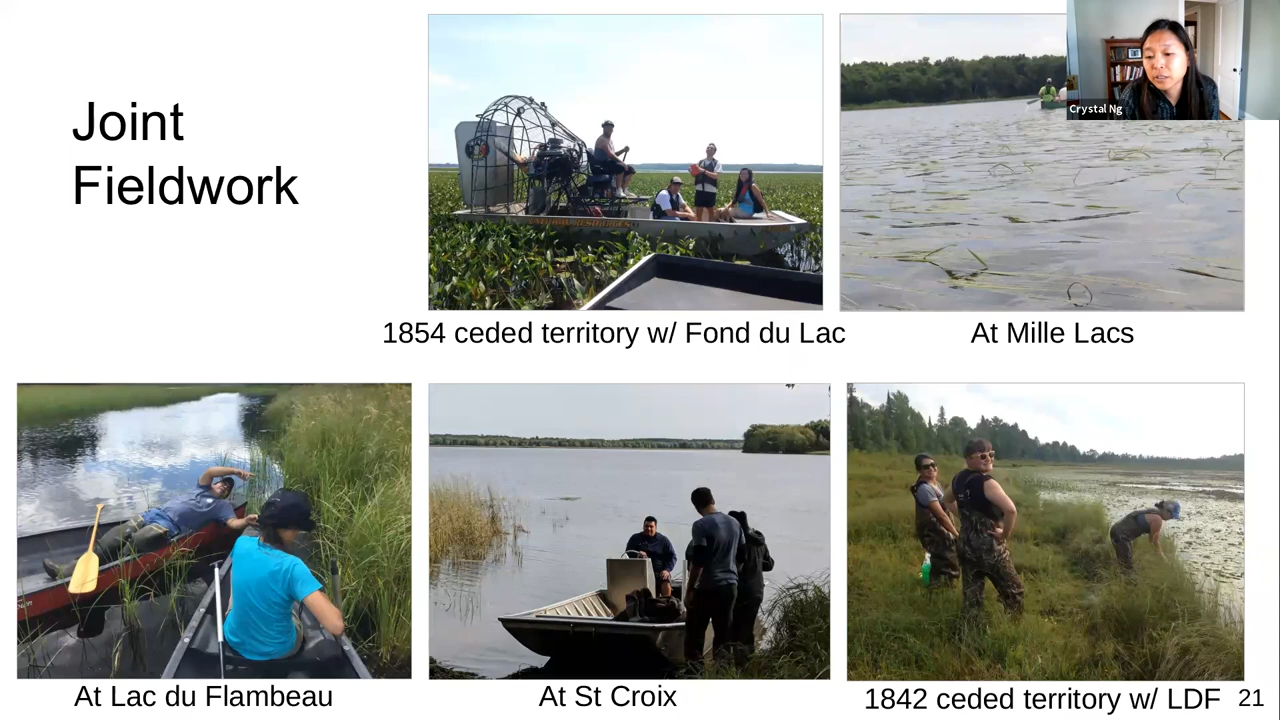 Joint
Fieldwork
Crystal Ng
1854 ceded territory w/ Fond du Lac
At Mille Lacs
At Lac du Flambeau
At St Croix
1842 ceded territory w/ LDF
21